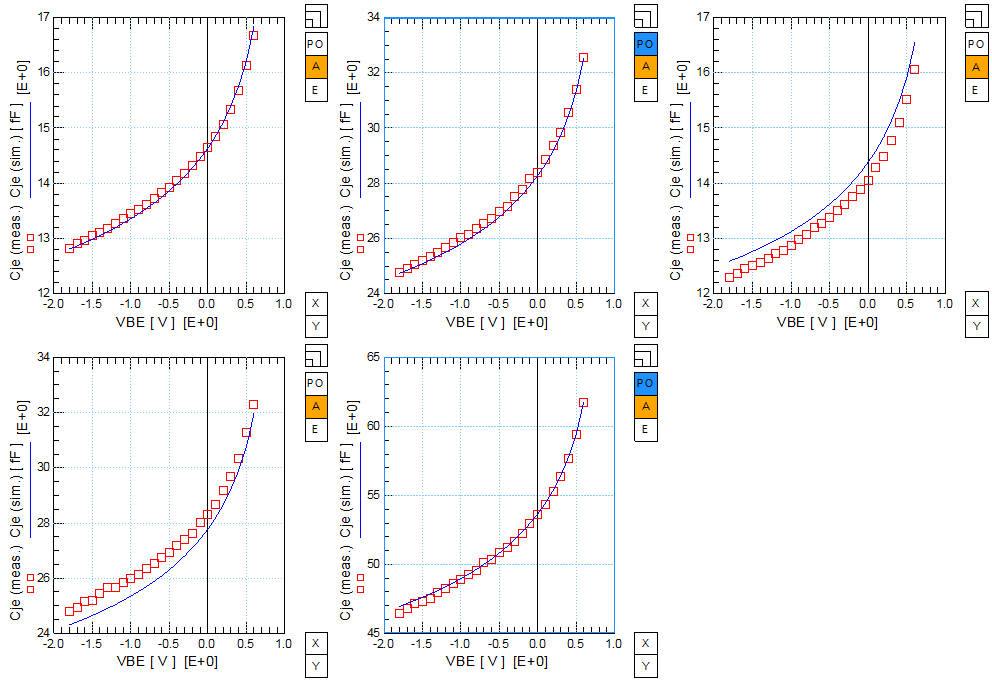 17
16
15
14
13
12
-2.0 -1.5 -1.0 -0.5 0.0 0.5 1.0
VBE [ V ] [E+0]
Cje (meas.) Cje (sim.) [ fF ] [E+0]
PO
A
E
X
Y
34
32
30
28
26
24
-2.0 -1.5 -1.0 -0.5 0.0 0.5 1.0
VBE [ V ] [E+0]
Cje (meas.) Cje (sim.) [ fF ] [E+0]
PO
A
E
X
Y
17
16
15
14
13
12
-2.0 -1.5 -1.0 -0.5 0.0 0.5 1.0
VBE [ V ] [E+0]
Cje (meas.) Cje (sim.) [ fF ] [E+0]
PO
A
E
X
Y
34
32
30
28
26
24
-2.0 -1.5 -1.0 -0.5 0.0 0.5 1.0
VBE [ V ] [E+0]
Cje (meas.) Cje (sim.) [ fF ] [E+0]
PO
A
E
X
Y
65
60
55
50
45
-2.0 -1.5 -1.0 -0.5 0.0 0.5 1.0
VBE [ V ] [E+0]
Cje (meas.) Cje (sim.) [ fF ] [E+0]
PO
A
E
X
Y